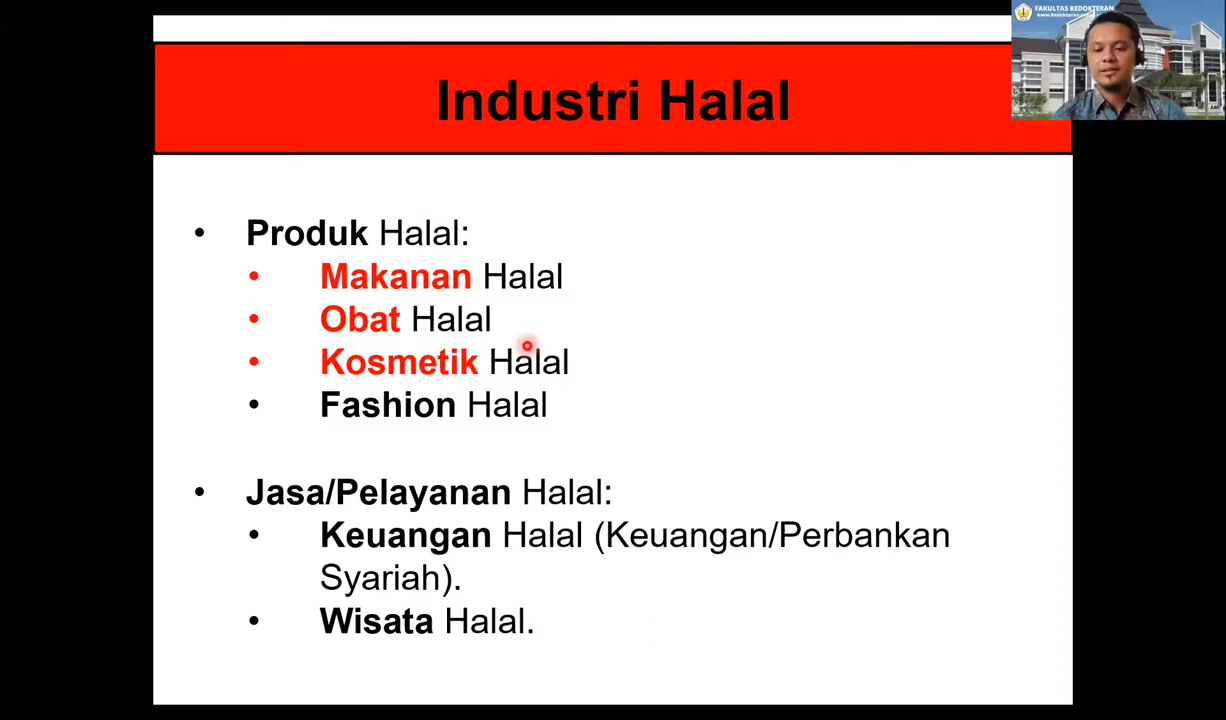 FAKULTAS KEDOKTERAN
Industri Halal
• Produk Halal:
• Makanan Halal
• Obat Halal
• Kosmetik Halal
• Fashion Halal
• Jasa/Pelayanan Halal:
• Keuangan Halal (Keuangan/Perbankan
Syariah).
• Wisata Halal.